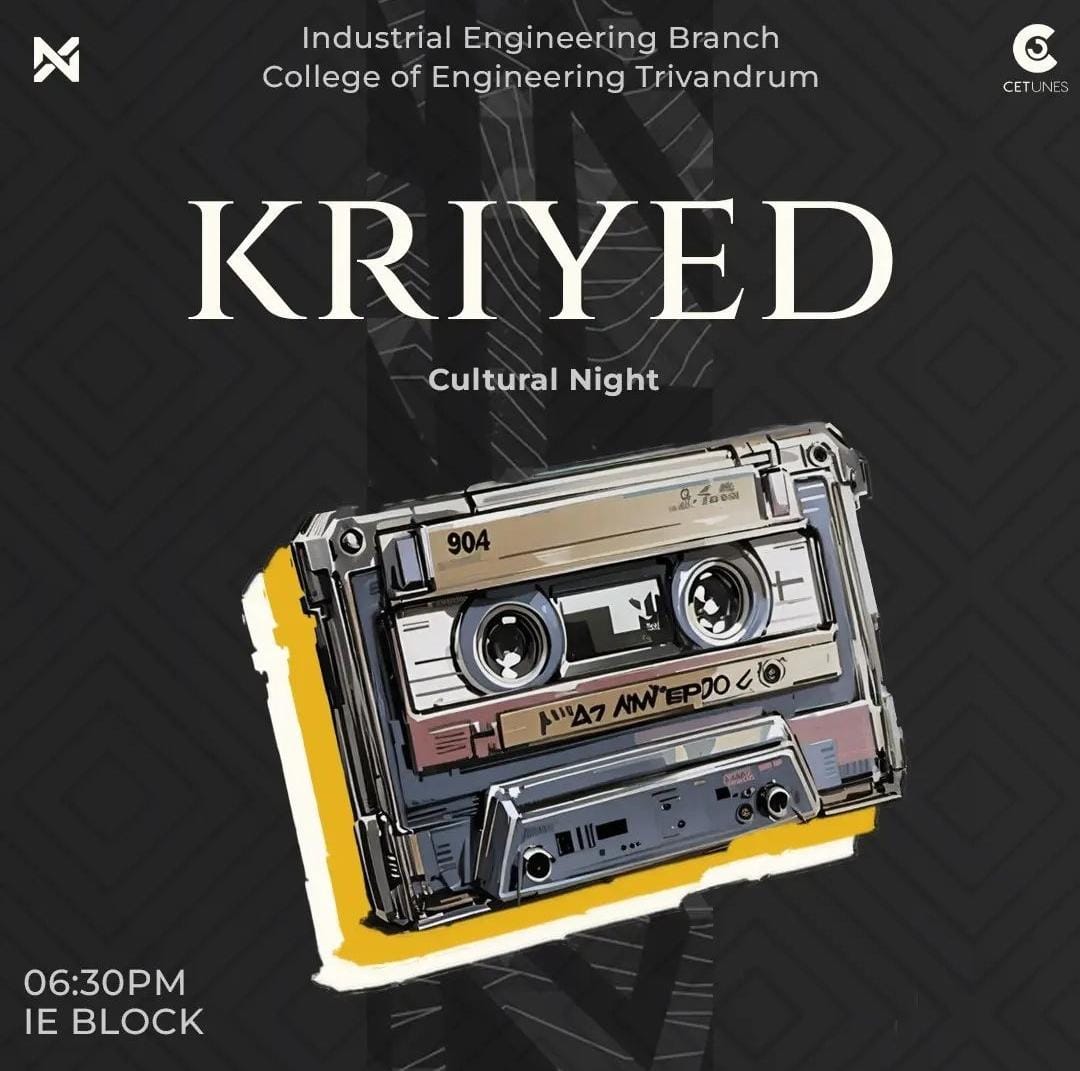 Industrial Engineering Branch
College of Engineering Trivandrum
CETUNES
KRIYED
Cultural Night
904
06:30PM
IE BLOCK